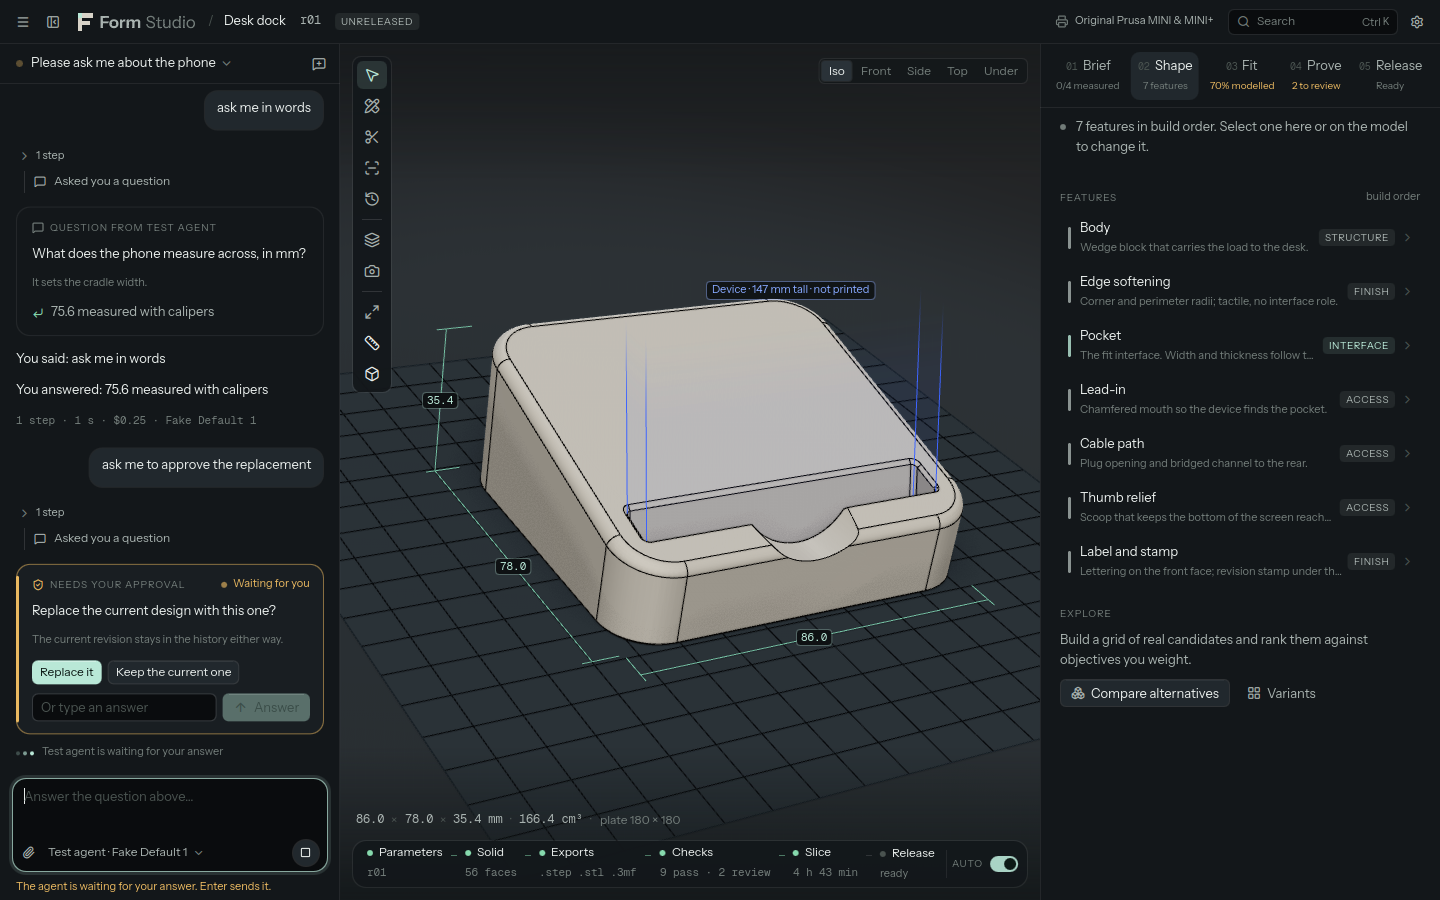 Form Studio / Desk dock r01 UNRELEASED
Original Prusa MINI & MINI+
Search Ctrl K
Please ask me about the phone
ask me in words
1 step
Asked you a question
QUESTION FROM TEST AGENT
What does the phone measure across, in mm?
It sets the cradle width.
75.6 measured with calipers
You said: ask me in words
You answered: 75.6 measured with calipers
1 step · 1 s · $0.25 · Fake Default 1
ask me to approve the replacement
1 step
Asked you a question
NEEDS YOUR APPROVAL
Waiting for you
Replace the current design with this one?
The current revision stays in the history either way.
Replace it
Keep the current one
Or type an answer
Answer
Test agent is waiting for your answer
Answer the question above...
Test agent · Fake Default 1
The agent is waiting for your answer. Enter sends it.
Iso Front Side Top Under
Device · 147 mm tall · not printed
35.4
78.0
86.0
86.0 × 78.0 × 35.4 mm · 166.4 cm³ · plate 180 × 180
Parameters
r01
Solid
56 faces
Exports
.step .stl .3mf
Checks
9 pass · 2 review
Slice
4 h 43 min
Release
ready
AUTO
01 Brief
0/4 measured
02 Shape
7 features
03 Fit
70% modelled
04 Prove
2 to review
05 Release
Ready
7 features in build order. Select one here or on the model
to change it.
FEATURES
build order
Body
Wedge block that carries the load to the desk.
STRUCTURE
Edge softening
Corner and perimeter radii; tactile, no interface role.
FINISH
Pocket
The fit interface. Width and thickness follow t...
INTERFACE
Lead-in
Chamfered mouth so the device finds the pocket.
ACCESS
Cable path
Plug opening and bridged channel to the rear.
ACCESS
Thumb relief
Scoop that keeps the bottom of the screen reach...
ACCESS
Label and stamp
Lettering on the front face; revision stamp under th...
FINISH
EXPLORE
Build a grid of real candidates and rank them against
objectives you weight.
Compare alternatives
Variants